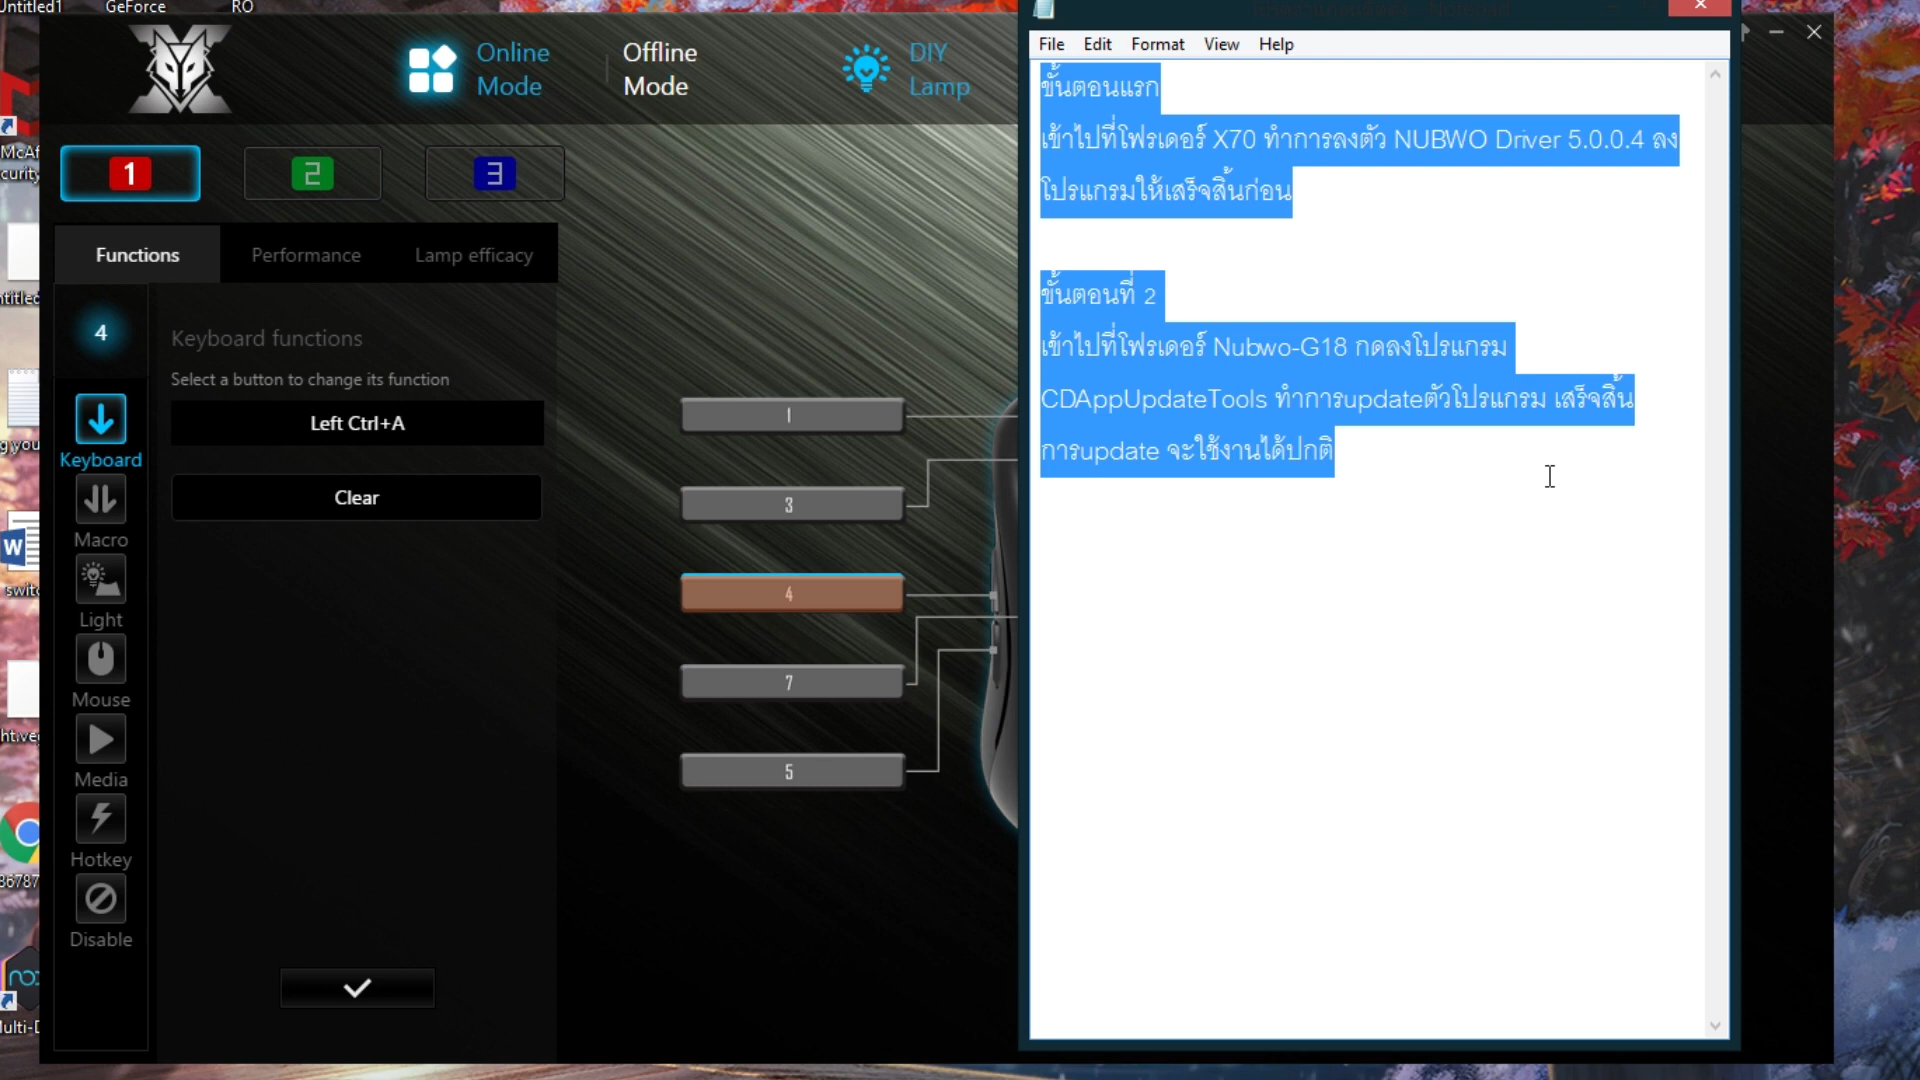 Untitled1
GeForce
RO
Online
Mode
Offline
Mode
DIY
Lamp
1
2
3
Functions
Performance
Lamp efficacy
4
Keyboard functions
Select a button to change its function
Left Ctrl+A
Clear
Keyboard
Macro
Light
Mouse
Media
Hotkey
Disable
1
3
4
7
5
File
Edit
Format
View
Help
ขั้นตอนแรก
เข้าไปที่โฟรเดอร์ X70 ทำการลงตัว NUBWO Driver 5.0.0.4 ลง
โปรแกรมให้เสร็จสิ้นก่อน
ขั้นตอนที่ 2
เข้าไปที่โฟรเดอร์ Nubwo-G18 กดลงโปรแกรม
CDAppUpdateTools ทำการupdateตัวโปรแกรม เสร็จสิ้น
การupdate จะใช้งานได้ปกติ
McAf
curity
W